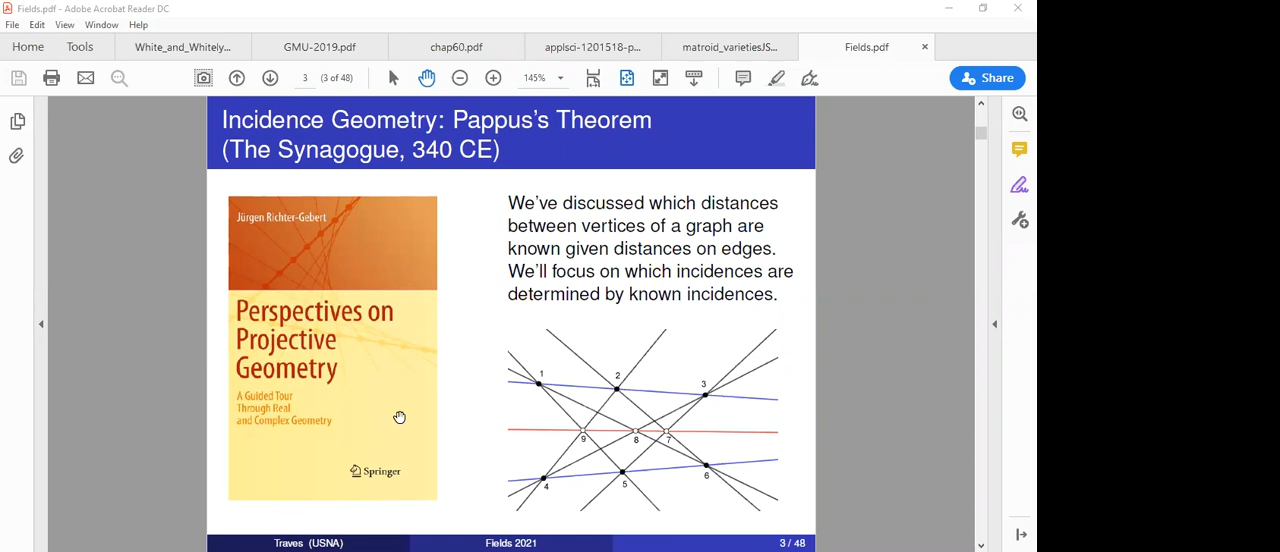 Fields.pdf - Adobe Acrobat Reader DC
File Edit View Window Help
Home Tools White_and_Whitely,... GMU-2019.pdf chap60.pdf applsci-1201518-p... matroid_varietiesJS... Fields.pdf ×
3 (3 of 48) 145% Share
Incidence Geometry: Pappus's Theorem
(The Synagogue, 340 CE)
Jürgen Richter-Gebert
Perspectives on
Projective
Geometry
A Guided Tour
Through Real
and Complex Geometry
Springer
We've discussed which distances
between vertices of a graph are
known given distances on edges.
We'll focus on which incidences are
determined by known incidences.
1 2 3
9 8 7
4 5 6
Traves (USNA) Fields 2021 3 / 48